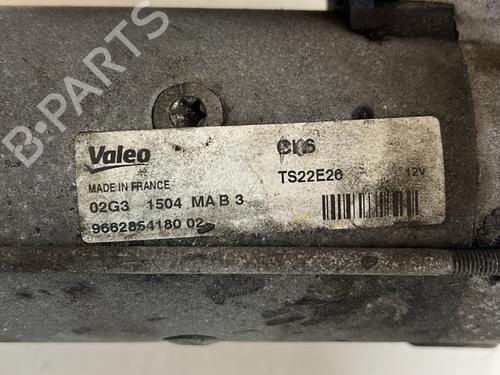 Valeo
TS22E26
12V
MADE IN FRANCE
02G3 1504 MA B 3
9662854180 02
B-PARTS